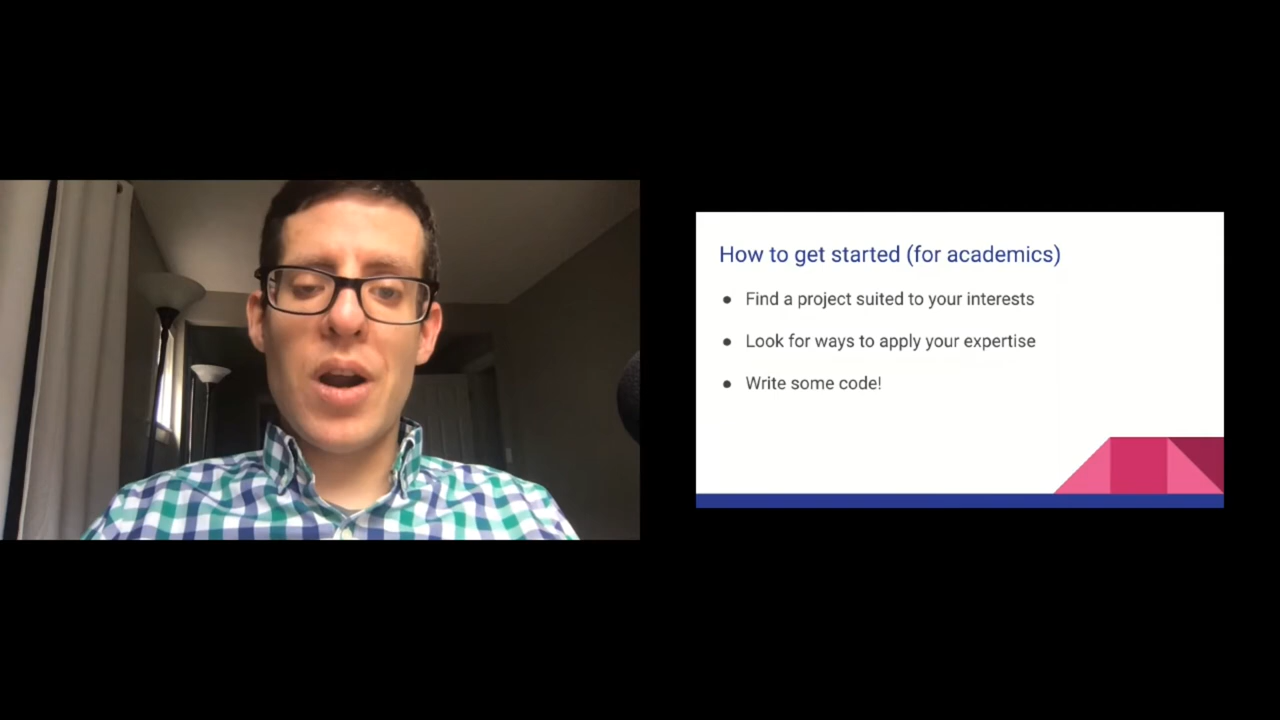 How to get started (for academics)
● Find a project suited to your interests
● Look for ways to apply your expertise
● Write some code!